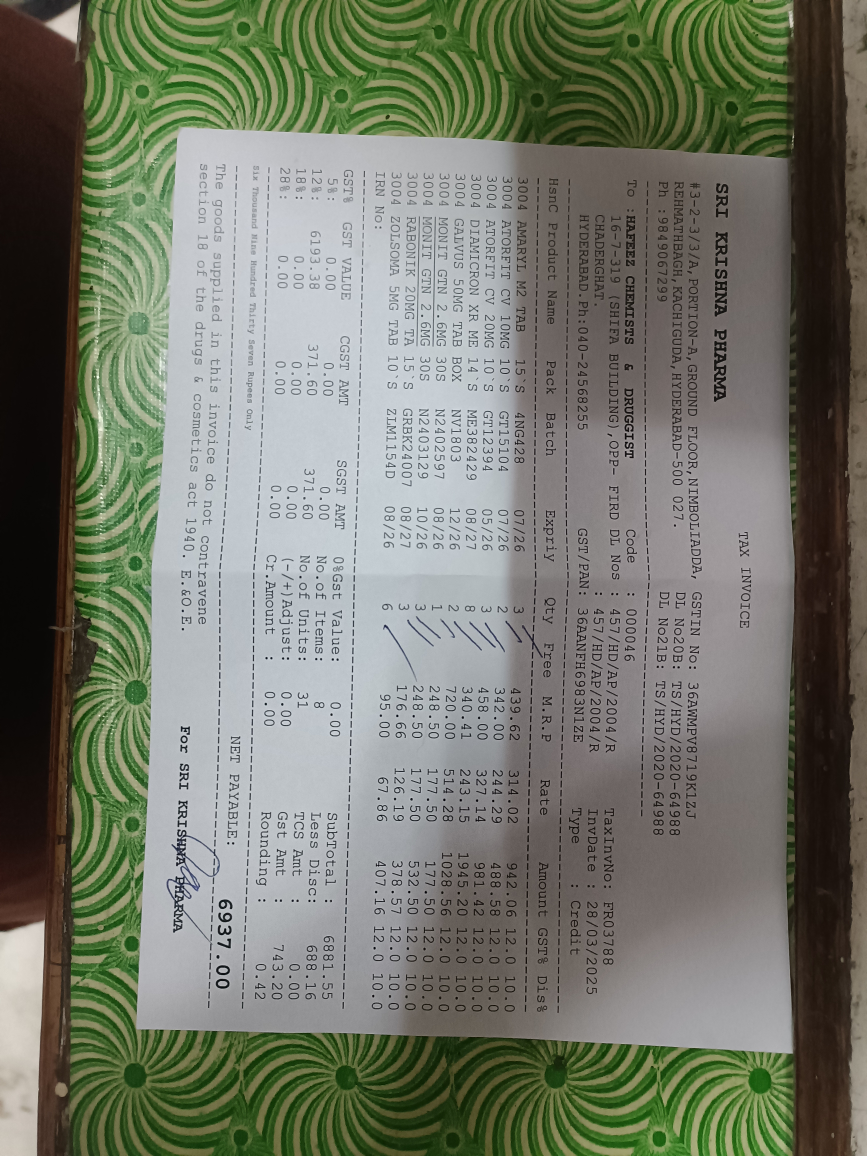 TAX INVOICE
SRI KRISHNA PHARMA
#3-2-3/3/A,PORTION-A,GROUND FLOOR,NIMBOLIADDA, GSTIN No: 36AWMPV8719K1ZJ TaxInvNo: FR03788
REHMATHBAGH,KACHIGUDA,HYDERABAD-500 027. DL No20B: TS/HYD/2020-64988 InvDate : 28/03/2025
Ph :9849067299 DL No21B: TS/HYD/2020-64988 Type : Credit
To :HAFEEZ CHEMISTS & DRUGGIST Code : 000046
16-7-319 (SHIFA BUILDING),OPP- FIRD DL Nos : 457/HD/AP/2004/R
CHADERGHAT. : 457/HD/AP/2004/R
HYDERABAD.Ph:040-24568255 GST/PAN: 36AANFH6983N1ZE
HsnC Product Name Pack Batch Expriy Qty Free M.R.P Rate Amount GST% Dis%
3004 AMARYL M2 TAB 15`S 4NG428 07/26 3 439.62 314.02 942.06 12.0 10.0
3004 ATORFIT CV 10MG 10`S GT15104 07/26 2 342.00 244.29 488.58 12.0 10.0
3004 ATORFIT CV 20MG 10`S GT12394 05/26 3 458.00 327.14 981.42 12.0 10.0
3004 DIAMICRON XR ME 14`S ME382429 08/27 8 340.41 243.15 1945.20 12.0 10.0
3004 GALVUS 50MG TAB BOX NV1803 12/26 2 720.00 514.28 1028.56 12.0 10.0
3004 MONIT GTN 2.6MG 30S N2402597 08/26 1 248.50 177.50 177.50 12.0 10.0
3004 MONIT GTN 2.6MG 30S N2403129 10/26 3 248.50 177.50 532.50 12.0 10.0
3004 RABONIK 20MG TA 15`S GRBK24007 08/27 3 176.66 126.19 378.57 12.0 10.0
3004 ZOLSOMA 5MG TAB 10`S ZLM1154D 08/26 6 95.00 67.86 407.16 12.0 10.0
IRN No:
GST% GST VALUE CGST AMT SGST AMT 0%Gst Value: 0.00 SubTotal : 6881.55
5%: 0.00 0.00 0.00 No.of Items: 8 Less Disc: 688.16
12%: 6193.38 371.60 371.60 No.of Units: 31 TCS Amt : 0.00
18%: 0.00 0.00 0.00 (-/+)Adjust: 0.00 Gst Amt : 743.20
28%: 0.00 0.00 0.00 Cr.Amount : 0.00 Rounding : 0.42
Six Thousand Nine Hundred Thirty Seven Rupees Only
NET PAYABLE: 6937.00
The goods supplied in this invoice do not contravene
section 18 of the drugs & cosmetics act 1940. E.&O.E.
For SRI KRISHNA PHARMA